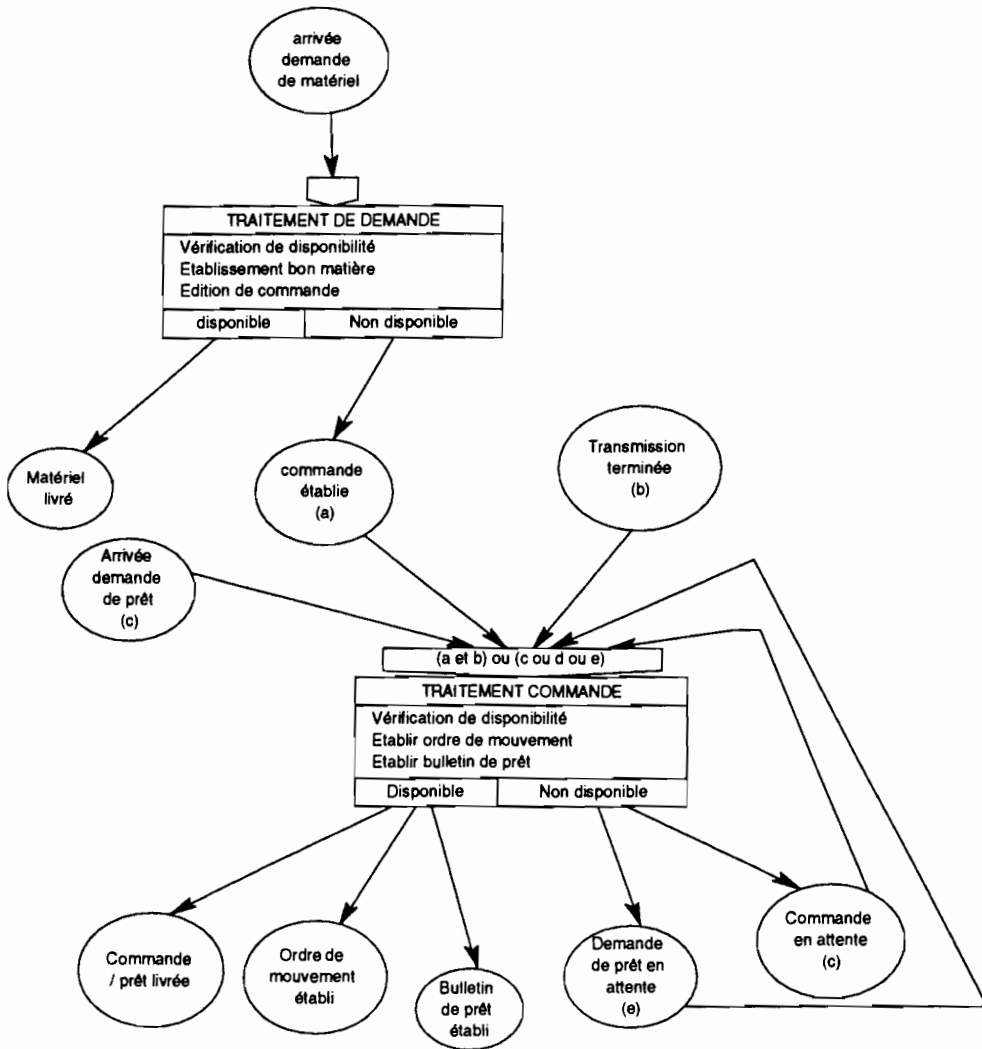 arrivée
demande
de matériel
TRAITEMENT DE DEMANDE
Vérification de disponibilité
Etablissement bon matière
Edition de commande
disponible
Non disponible
Matériel
livré
commande
établie
(a)
Transmission
terminée
(b)
Arrivée
demande
de prêt
(c)
(a et b) ou (c ou d ou e)
TRAITEMENT COMMANDE
Vérification de disponibilité
Etablir ordre de mouvement
Etablir bulletin de prêt
Disponible
Non disponible
Commande
/ prêt livrée
Ordre de
mouvement
établi
Bulletin
de prêt
établi
Demande
de prêt en
attente
(e)
Commande
en attente
(c)